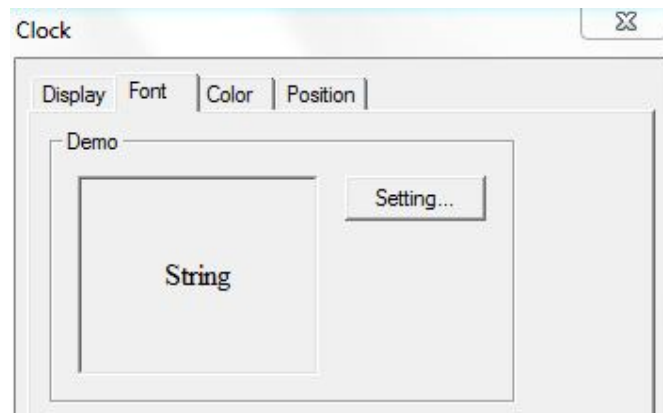 Clock
Display Font Color Position
Demo
Setting...
String